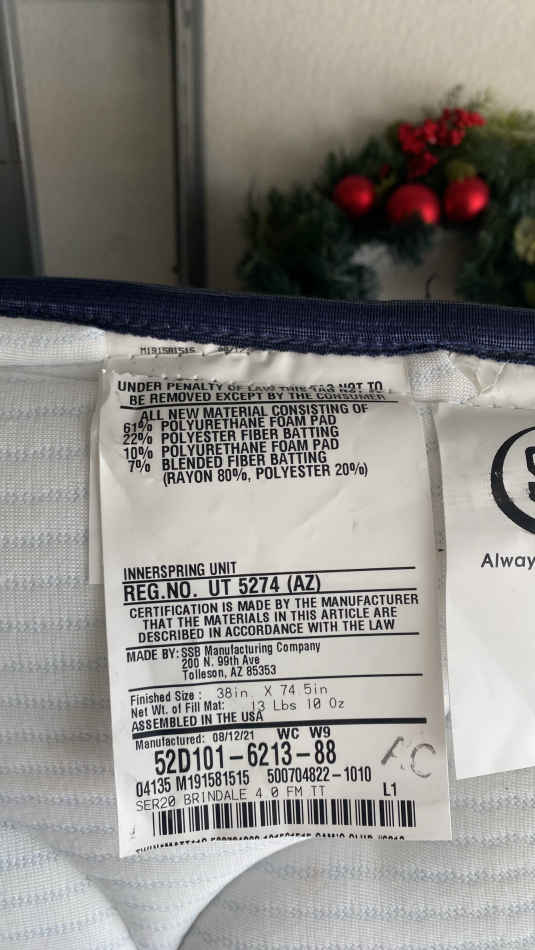 M191581515
UNDER PENALTY OF LAW THIS TAG NOT TO
BE REMOVED EXCEPT BY THE CONSUMER
ALL NEW MATERIAL CONSISTING OF
61% POLYURETHANE FOAM PAD
22% POLYESTER FIBER BATTING
10% POLYURETHANE FOAM PAD
7% BLENDED FIBER BATTING
(RAYON 80%, POLYESTER 20%)
INNERSPRING UNIT
REG.NO. UT 5274 (AZ)
CERTIFICATION IS MADE BY THE MANUFACTURER
THAT THE MATERIALS IN THIS ARTICLE ARE
DESCRIBED IN ACCORDANCE WITH THE LAW
MADE BY: SSB Manufacturing Company
200 N. 99th Ave
Tolleson, AZ 85353
Finished Size : 38in. X 74.5in
Net Wt. of Fill Mat: 13 Lbs 10 Oz
ASSEMBLED IN THE USA
Manufactured: 08/12/21 WC W9
52D101-6213-88
AC
04135 M191581515 500704822-1010 L1
SER20 BRINDALE 4 0 FM TT
S
Alway